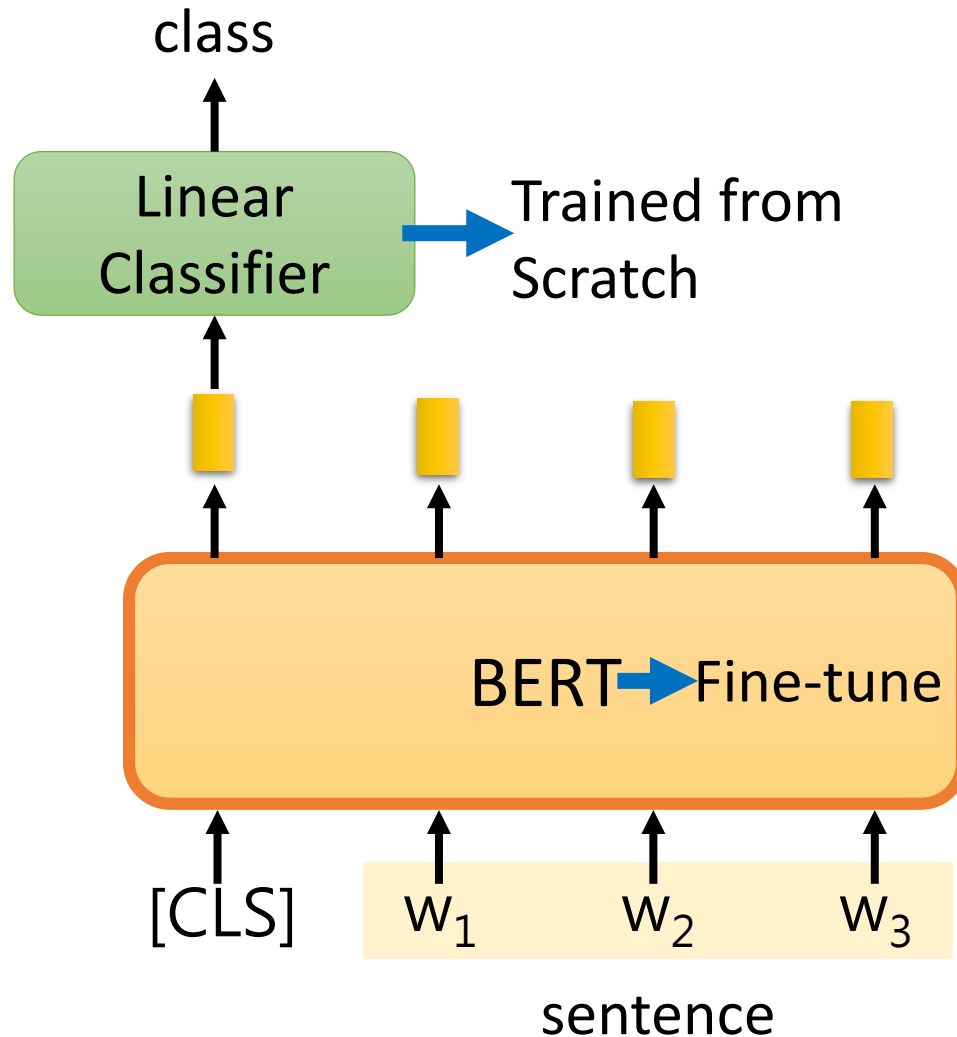 class
Linear
Classifier
Trained from
Scratch
BERT Fine-tune
[CLS] w₁ w₂ w₃
sentence